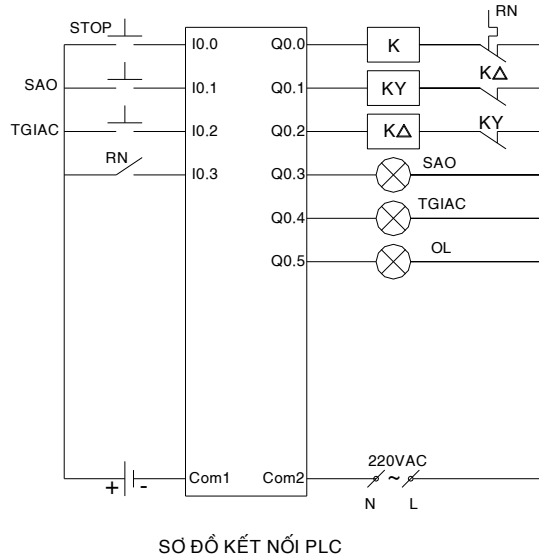 RN
STOP I0.0 Q0.0 K
SAO I0.1 Q0.1 KY K△
TGIAC I0.2 Q0.2 K△ KY
RN I0.3 Q0.3 SAO
Q0.4 TGIAC
Q0.5 OL
220VAC
+ - Com1 Com2 ~
N L
SƠ ĐỒ KẾT NỐI PLC